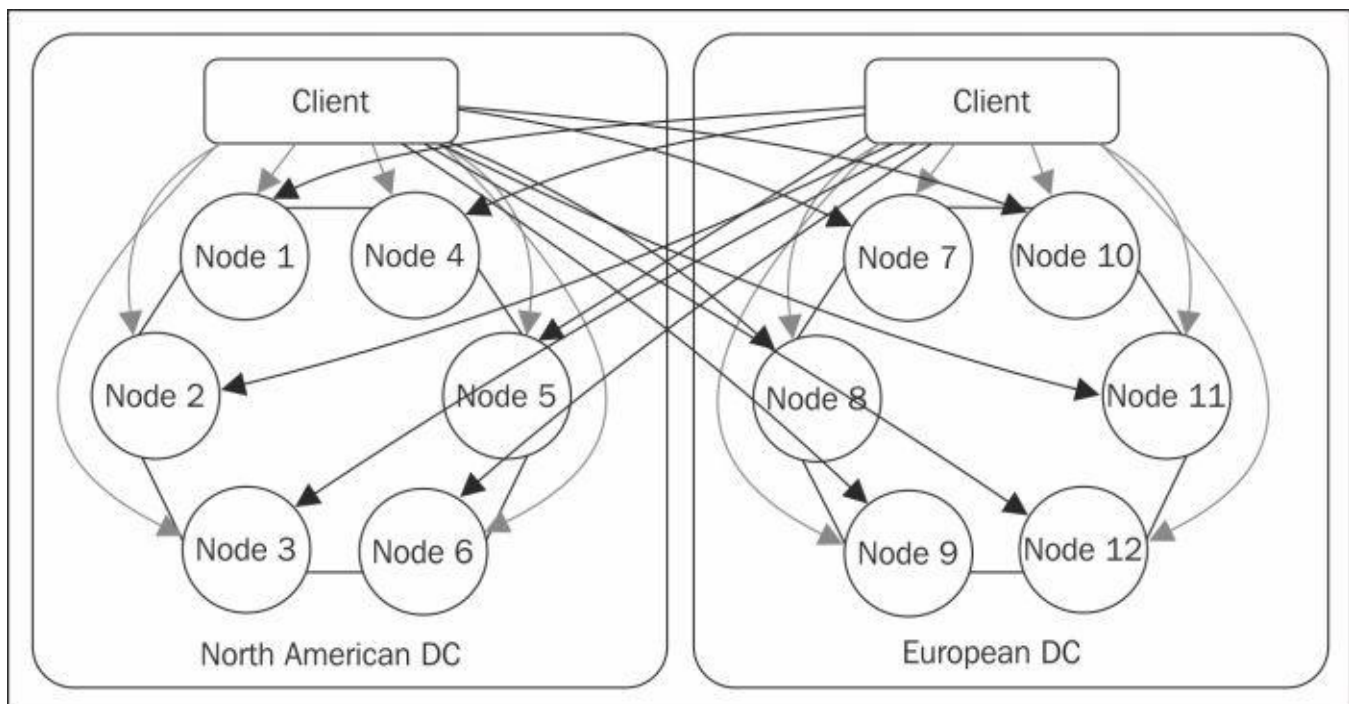 Client
Client
Node 1
Node 4
Node 7
Node 10
Node 2
Node 5
Node 8
Node 11
Node 3
Node 6
Node 9
Node 12
North American DC
European DC